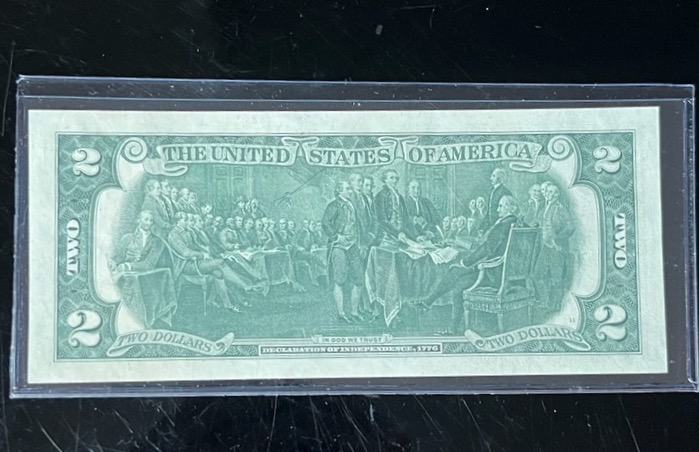 2 THE UNITED STATES OF AMERICA 2
TWO TWO
2 TWO DOLLARS IN GOD WE TRUST TWO DOLLARS 2
DECLARATION OF INDEPENDENCE, 1776